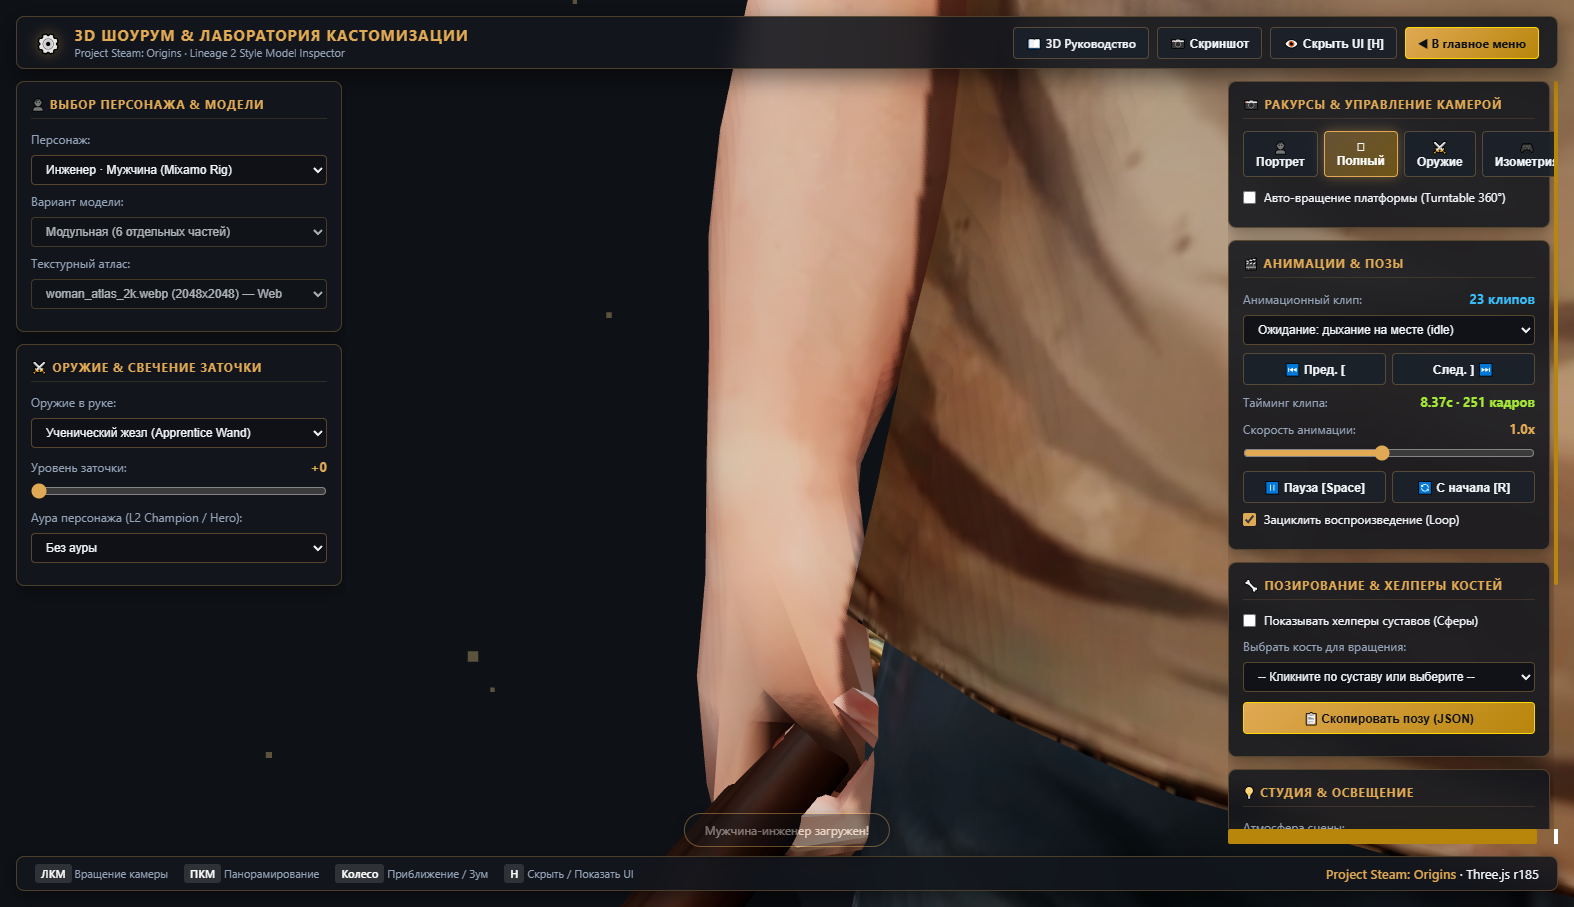 3D ШОУРУМ & ЛАБОРАТОРИЯ КАСТОМИЗАЦИИ
Project Steam: Origins · Lineage 2 Style Model Inspector
3D Руководство
Скриншот
Скрыть UI [H]
◀ В главное меню
ВЫБОР ПЕРСОНАЖА & МОДЕЛИ
Персонаж:
Инженер · Мужчина (Mixamo Rig)
Вариант модели:
Модульная (6 отдельных частей)
Текстурный атлас:
woman_atlas_2k.webp (2048x2048) — Web
ОРУЖИЕ & СВЕЧЕНИЕ ЗАТОЧКИ
Оружие в руке:
Ученический жезл (Apprentice Wand)
Уровень заточки: +0
Аура персонажа (L2 Champion / Hero):
Без ауры
РАКУРСЫ & УПРАВЛЕНИЕ КАМЕРОЙ
Портрет
Полный
Оружие
Изометрия
Авто-вращение платформы (Turntable 360°)
АНИМАЦИИ & ПОЗЫ
Анимационный клип: 23 клипов
Ожидание: дыхание на месте (idle)
Пред. [
След. ]
Тайминг клипа: 8.37с · 251 кадров
Скорость анимации: 1.0x
Пауза [Space]
С начала [R]
Зациклить воспроизведение (Loop)
ПОЗИРОВАНИЕ & ХЕЛПЕРЫ КОСТЕЙ
Показывать хелперы суставов (Сферы)
Выбрать кость для вращения:
-- Кликните по суставу или выберите --
Скопировать позу (JSON)
СТУДИЯ & ОСВЕЩЕНИЕ
Атмосфера сцены:
Мужчина-инженер загружен!
ЛКМ Вращение камеры ПКМ Панорамирование Колесо Приближение / Зум H Скрыть / Показать UI
Project Steam: Origins · Three.js r185